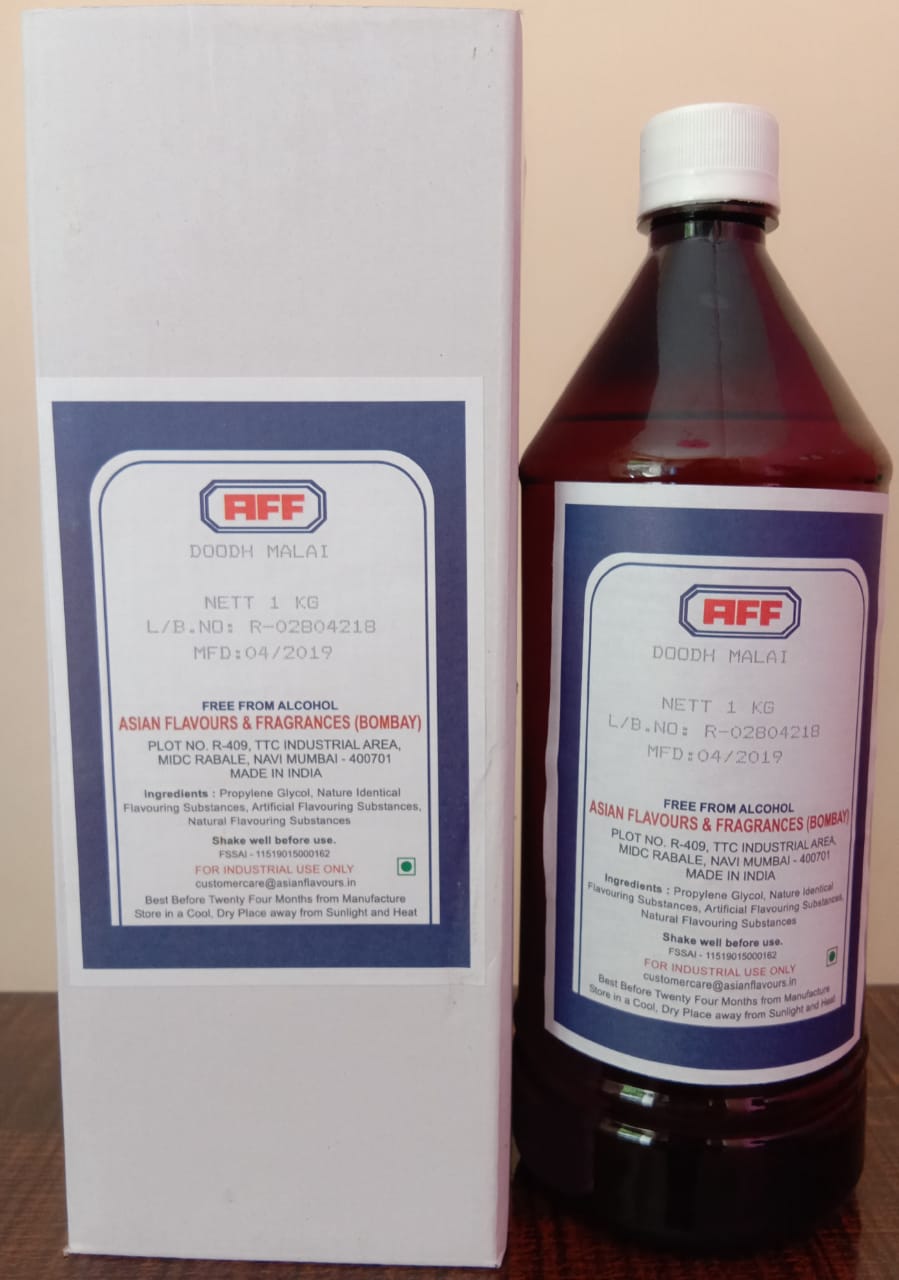 AFF
DOODH MALAI
NETT 1 KG
L/B.NO: R-02804218
MFD:04/2019
FREE FROM ALCOHOL
ASIAN FLAVOURS & FRAGRANCES (BOMBAY)
PLOT NO. R-409, TTC INDUSTRIAL AREA,
MIDC RABALE, NAVI MUMBAI - 400701
MADE IN INDIA
Ingredients : Propylene Glycol, Nature Identical
Flavouring Substances, Artificial Flavouring Substances,
Natural Flavouring Substances
Shake well before use.
FSSAI - 11519015000162
FOR INDUSTRIAL USE ONLY
customercare@asianflavours.in
Best Before Twenty Four Months from Manufacture
Store in a Cool, Dry Place away from Sunlight and Heat
AFF
DOODH MALAI
NETT 1 KG
L/B.NO: R-02804218
MFD:04/2019
FREE FROM ALCOHOL
ASIAN FLAVOURS & FRAGRANCES (BOMBAY)
PLOT NO. R-409, TTC INDUSTRIAL AREA,
MIDC RABALE, NAVI MUMBAI - 400701
MADE IN INDIA
Ingredients : Propylene Glycol, Nature Identical
Flavouring Substances, Artificial Flavouring Substances,
Natural Flavouring Substances
Shake well before use.
FSSAI - 11519015000162
FOR INDUSTRIAL USE ONLY
customercare@asianflavours.in
Best Before Twenty Four Months from Manufacture
Store in a Cool, Dry Place away from Sunlight and Heat